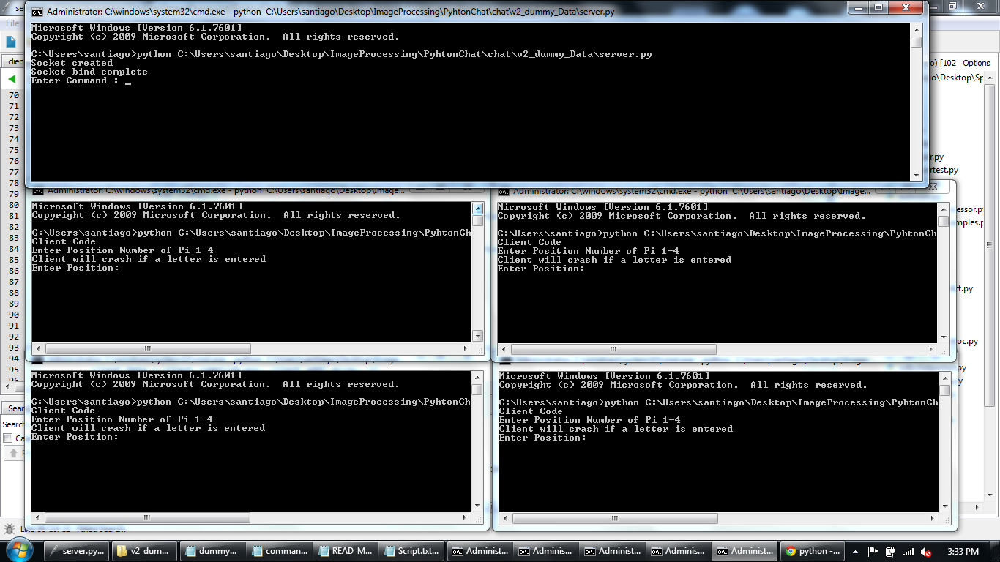 Administrator: C:\windows\system32\cmd.exe - python  C:\Users\santiago\Desktop\ImageProcessing\PyhtonChat\chat\v2_dummy_Data\server.py
Microsoft Windows [Version 6.1.7601]
Copyright (c) 2009 Microsoft Corporation.  All rights reserved.
C:\Users\santiago>python C:\Users\santiago\Desktop\ImageProcessing\PyhtonChat\chat\v2_dummy_Data\server.py
Socket created
Socket bind complete
Enter Command : _
se
File
clien
o) [102 Options
go\Desktop\Sp
70
71
72
73
74
75
76
77
78
79
80
81
82
83
84
85
86
87
88
89
90
91
92
93
94
95
r.py
rtest.py
essor.py
mples.p
xt.py
oc.py
Administrator: C:\windows\system32\cmd.exe - python  C:\Users\santiago\Desktop\Image...
Microsoft Windows [Version 6.1.7601]
Copyright (c) 2009 Microsoft Corporation.  All rights reserved.
C:\Users\santiago>python C:\Users\santiago\Desktop\ImageProcessing\PyhtonCh
Client Code
Enter Position Number of Pi 1-4
Client will crash if a letter is entered
Enter Position:
Administrator: C:\windows\system32\cmd.exe - python  C:\Users\santiago\Desktop\Image...
Microsoft Windows [Version 6.1.7601]
Copyright (c) 2009 Microsoft Corporation.  All rights reserved.
C:\Users\santiago>python C:\Users\santiago\Desktop\ImageProcessing\PyhtonCh
Client Code
Enter Position Number of Pi 1-4
Client will crash if a letter is entered
Enter Position:
Microsoft Windows [Version 6.1.7601]
Copyright (c) 2009 Microsoft Corporation.  All rights reserved.
C:\Users\santiago>python C:\Users\santiago\Desktop\ImageProcessing\PyhtonCh
Client Code
Enter Position Number of Pi 1-4
Client will crash if a letter is entered
Enter Position:
Microsoft Windows [Version 6.1.7601]
Copyright (c) 2009 Microsoft Corporation.  All rights reserved.
C:\Users\santiago>python C:\Users\santiago\Desktop\ImageProcessing\PyhtonCh
Client Code
Enter Position Number of Pi 1-4
Client will crash if a letter is entered
Enter Position:
Searc
Search
Ca
server.py...
v2_dum...
dummy...
comman...
READ_M...
Script.txt...
Administ...
Adminis...
Administ...
Adminis...
Administ...
python -...
3:33 PM